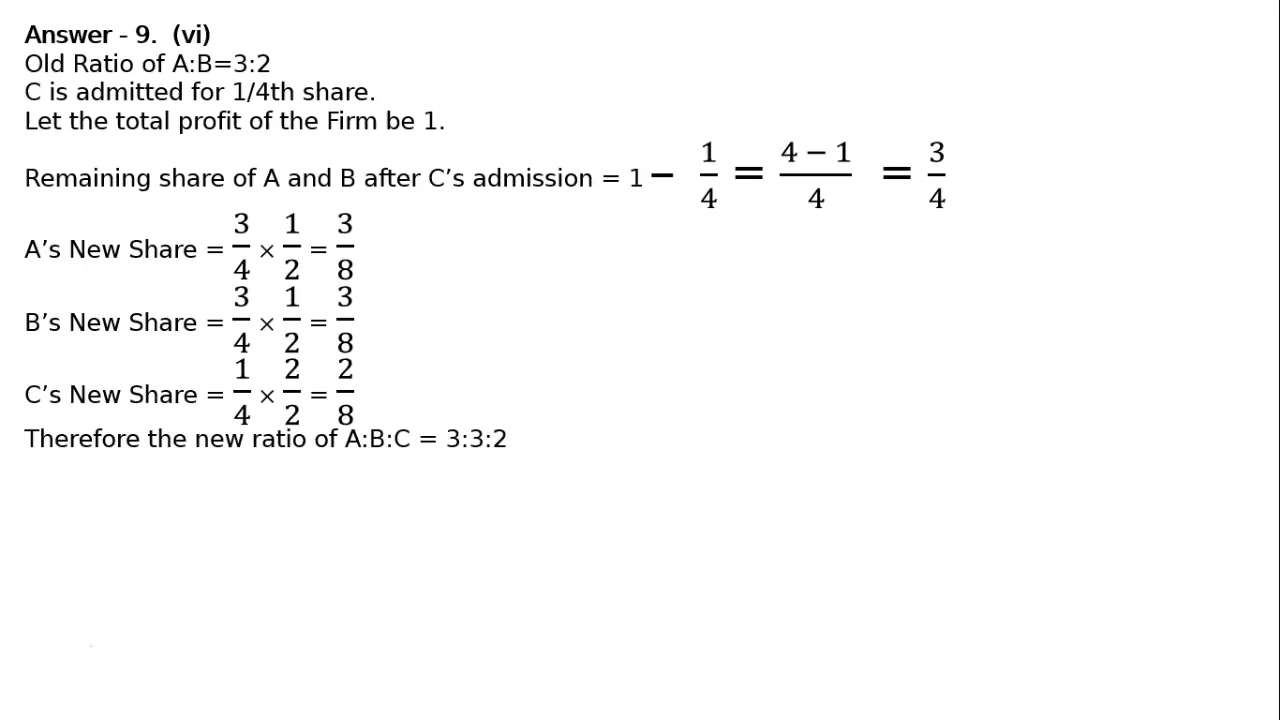 Answer - 9. (vi)
Old Ratio of A:B=3:2
C is admitted for 1/4th share.
Let the total profit of the Firm be 1.
Remaining share of A and B after C’s admission = 1 − 1/4 = (4 − 1)/4 = 3/4
A’s New Share = 3/4 × 1/2 = 3/8
B’s New Share = 3/4 × 1/2 = 3/8
C’s New Share = 1/4 × 2/2 = 2/8
Therefore the new ratio of A:B:C = 3:3:2